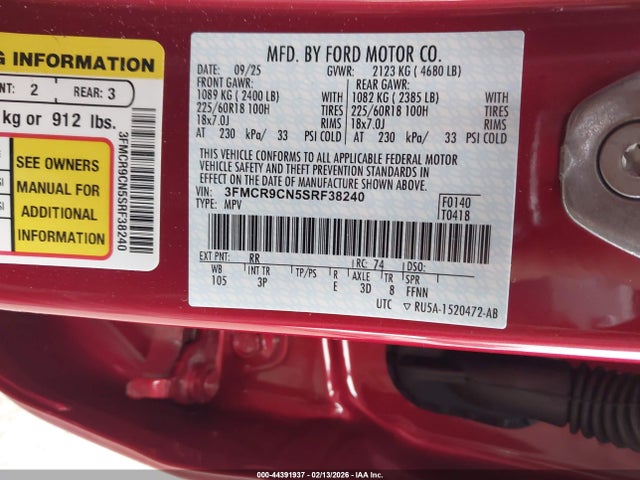 G INFORMATION
NT: 2 REAR: 3
kg or 912 lbs.
SEE OWNERS
MANUAL FOR
ADDITIONAL
INFORMATION
3FMCR9CN5SRF38240
MFD. BY FORD MOTOR CO.
DATE: 09/25 GVWR: 2123 KG ( 4680 LB)
FRONT GAWR: REAR GAWR:
1089 KG ( 2400 LB) WITH 1082 KG ( 2385 LB) WITH
225/60R18 100H TIRES 225/60R18 100H TIRES
18x7.0J RIMS 18x7.0J RIMS
AT 230 kPa/ 33 PSI COLD AT 230 kPa/ 33 PSI COLD
THIS VEHICLE CONFORMS TO ALL APPLICABLE FEDERAL MOTOR
VEHICLE SAFETY AND THEFT PREVENTION STANDARDS IN
EFFECT ON THE DATE OF MANUFACTURE SHOWN ABOVE.
VIN: 3FMCR9CN5SRF38240 F0140
TYPE: MPV T0418
EXT PNT: RR RC: 74 DSO:
WB INT TR TP/PS R AXLE TR SPR
105 3P E 3D 8 FFNN
UTC ▽ RU5A-1520472-AB
000-44391937 - 02/13/2026 - IAA Inc.